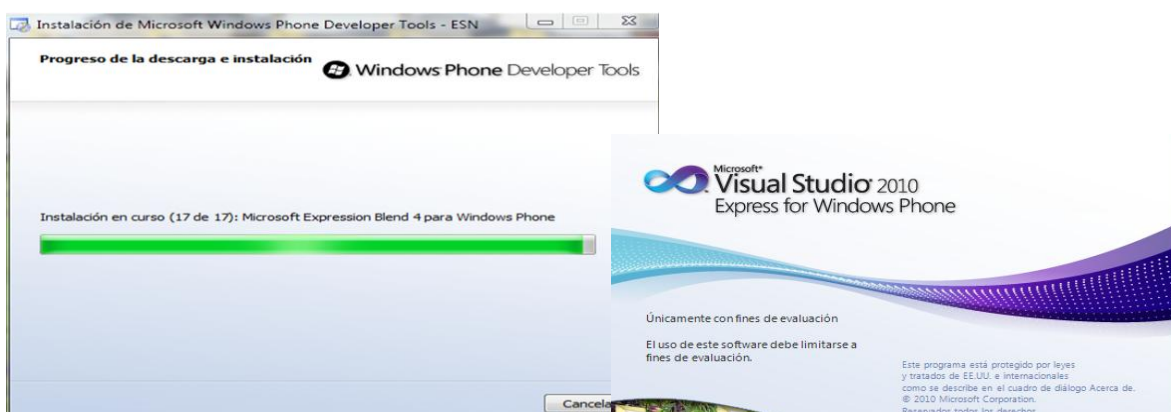 Instalación de Microsoft Windows Phone Developer Tools - ESN
Progreso de la descarga e instalación
Windows Phone Developer Tools
Instalación en curso (17 de 17): Microsoft Expression Blend 4 para Windows Phone
Microsoft®
Visual Studio 2010
Express for Windows Phone
Únicamente con fines de evaluación
El uso de este software debe limitarse a
fines de evaluación.
Este programa está protegido por leyes
y tratados de EE.UU. e internacionales
como se describe en el cuadro de diálogo Acerca de.
© 2010 Microsoft Corporation.
Reservados todos los derechos
Cancela